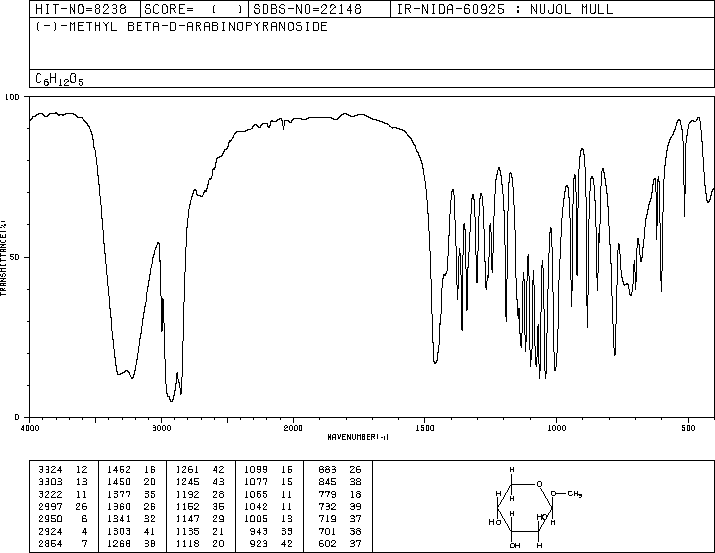 HIT-NO=8238 SCORE= ( ) SDBS-NO=22148 IR-NIDA-60925 : NUJOL MULL
(-)-METHYL BETA-D-ARABINOPYRANOSIDE
C6H12O5
100
50
0
TRANSMITTANCE(%)
4000 3000 2000 1500 1000 500
WAVENUMBER(-1)
3324 12 1462 16 1261 42 1099 15 883 26
3303 13 1450 20 1245 43 1077 15 845 38
3222 11 1377 35 1192 28 1065 11 779 18
2997 26 1360 26 1152 36 1042 11 732 39
2950 6 1341 32 1147 29 1005 13 719 37
2924 4 1303 41 1135 21 943 33 701 38
2854 7 1268 38 1118 20 923 42 602 37
H
O
H H
O CH3
H
H H
HO HO H
OH H